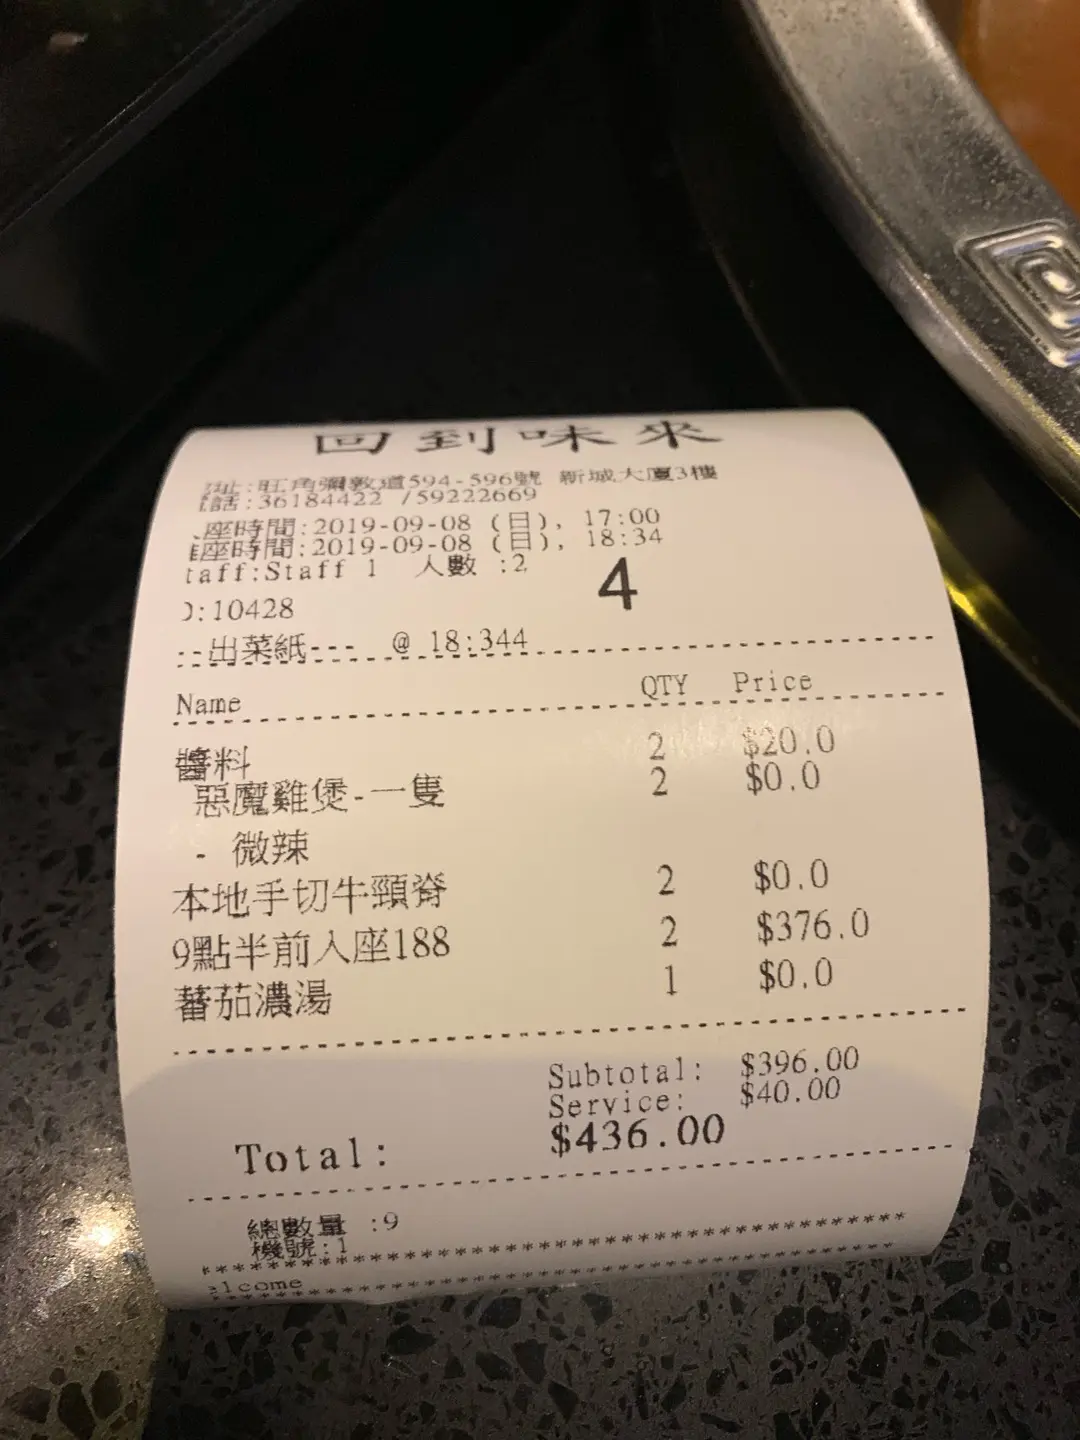 回到味來
址:旺角彌敦道594-596號 新城大廈3樓
話:36184422 /59222669
座時間:2019-09-08 (日), 17:00
座時間:2019-09-08 (日), 18:34
taff:Staff 1 人數 :2
4
D:10428
--出菜紙--- @ 18:344
Name QTY Price
醬料 2 $20.0
惡魔雞煲-一隻 2 $0.0
- 微辣
本地手切牛頸脊 2 $0.0
9點半前入座188 2 $376.0
蕃茄濃湯 1 $0.0
Subtotal: $396.00
Service: $40.00
Total: $436.00
總數量 :9
機號:1
elcome